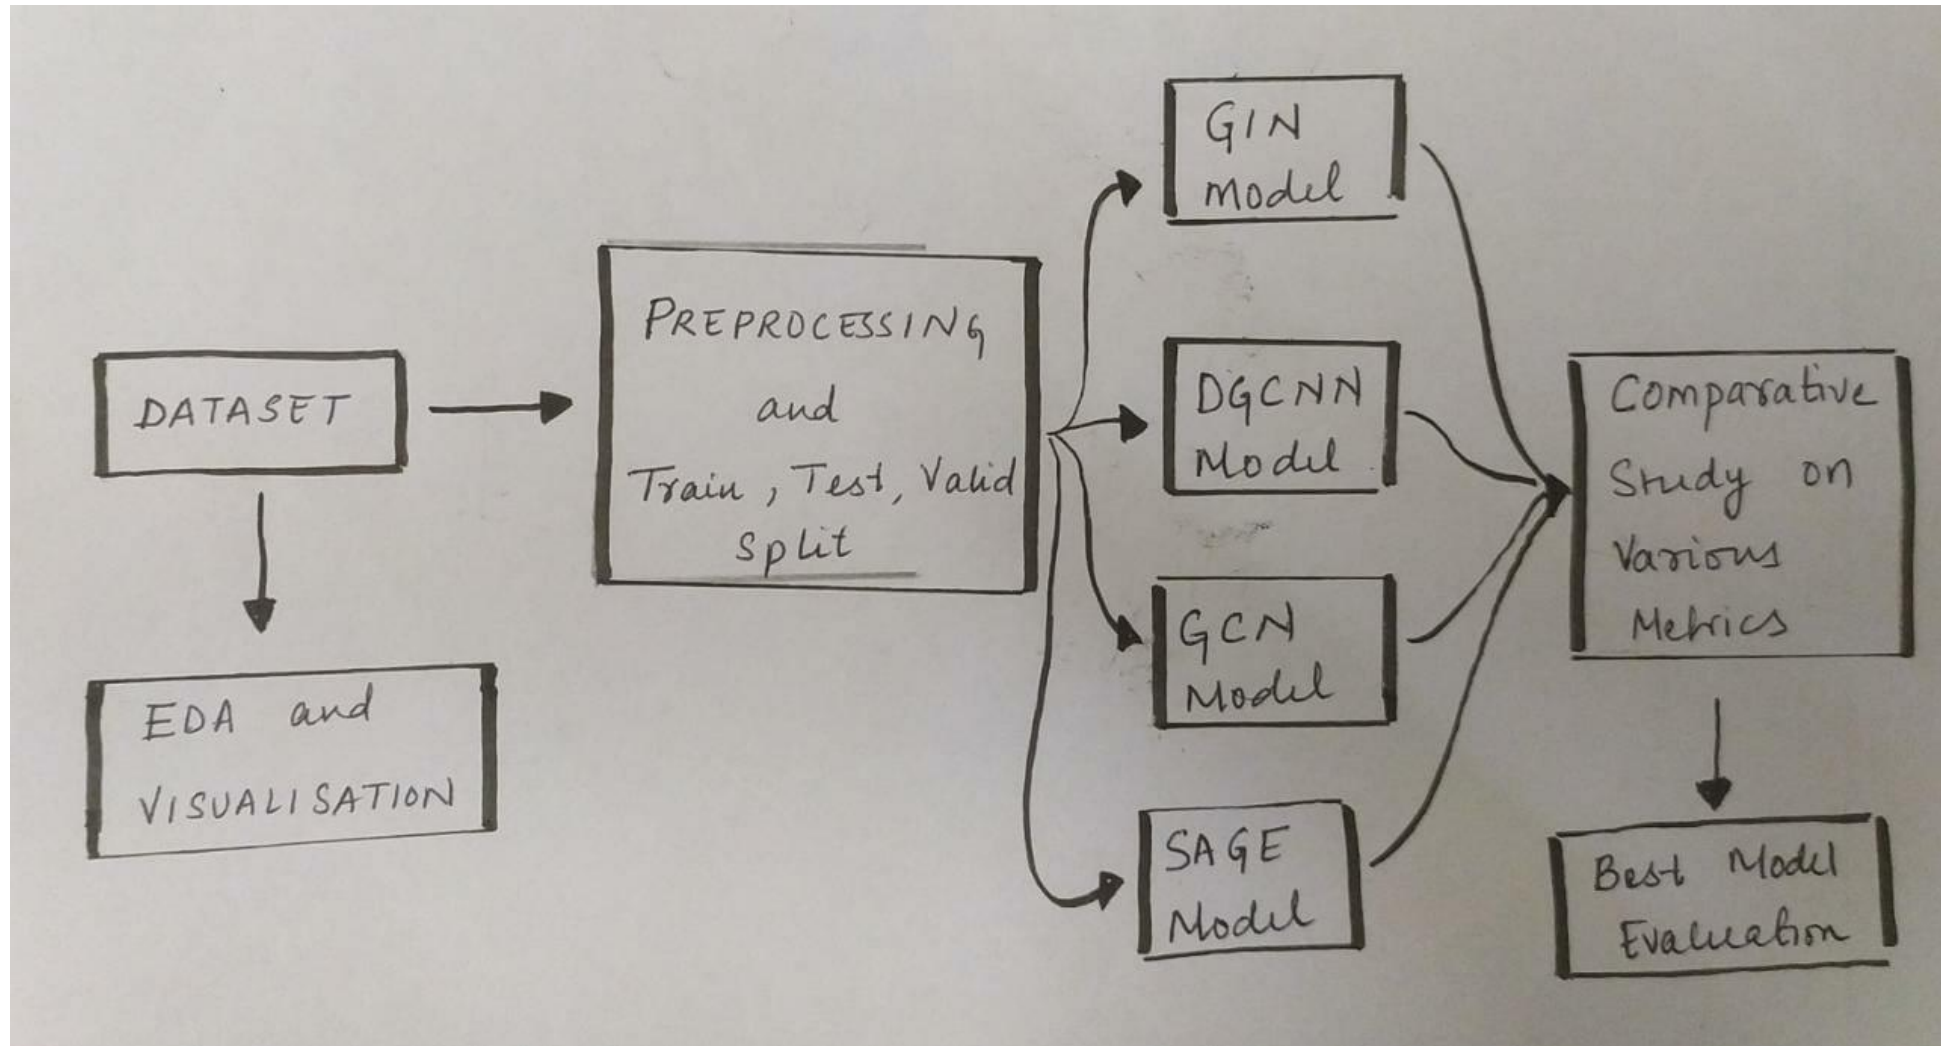 DATASET
EDA and
VISUALISATION
PREPROCESSING
and
Train, Test, Valid
Split
GIN
Model
DGCNN
Model
GCN
Model
SAGE
Model
Comparative
Study on
Various
Metrics
Best Model
Evaluation